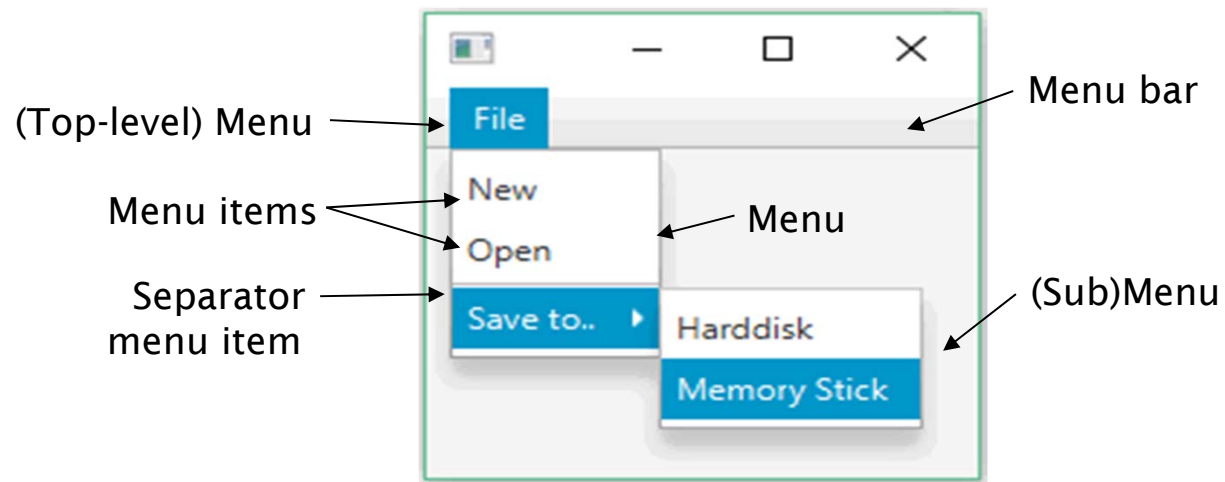 Menu bar
(Top-level) Menu
File
New
Menu items
Menu
Open
Separator
menu item
Save to..
(Sub)Menu
Harddisk
Memory Stick